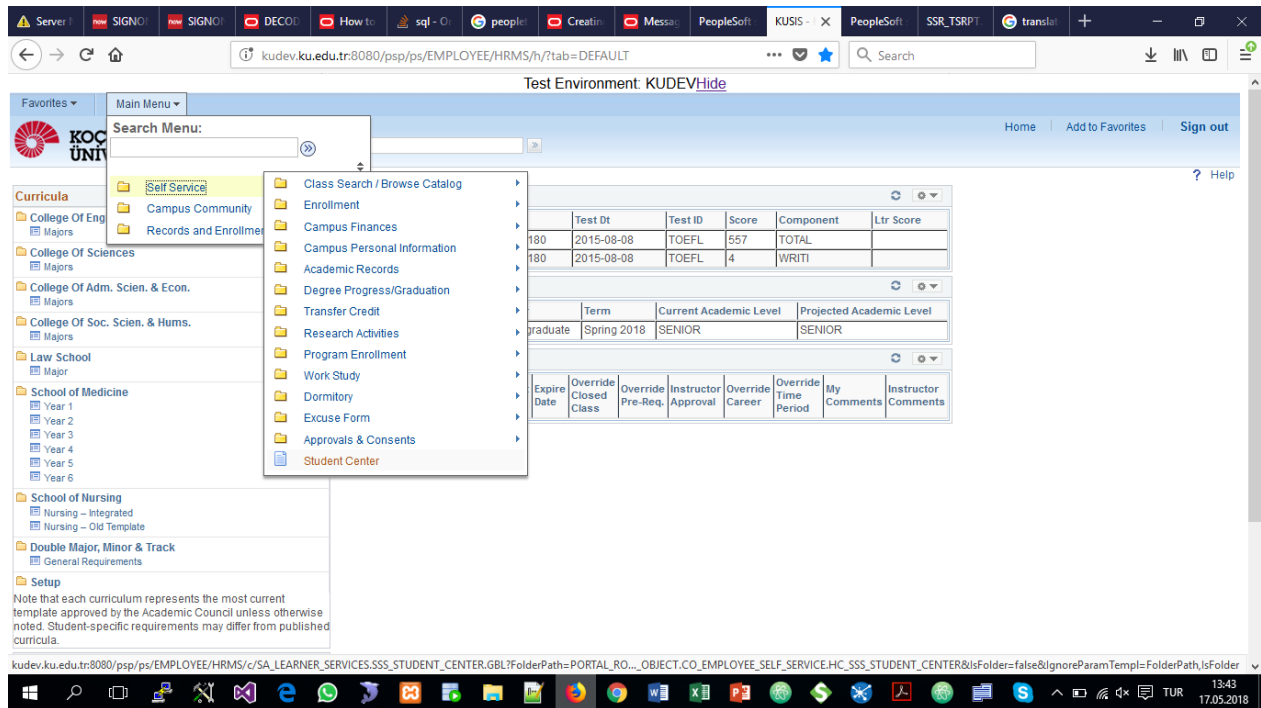 Server
SIGNO
SIGNO
DECOD
How to
sql - O
peoplet
Creatin
Messag
PeopleSoft
KUSIS -
PeopleSoft
SSR_TSRPT
translat
kudev.ku.edu.tr:8080/psp/ps/EMPLOYEE/HRMS/h/?tab=DEFAULT
Search
Test Environment: KUDEVHide
Favorites
Main Menu
Search Menu:
KOÇ
ÜNİV
Home
Add to Favorites
Sign out
Help
Self Service
Campus Community
Records and Enrollmen
Class Search / Browse Catalog
Enrollment
Campus Finances
Campus Personal Information
Academic Records
Degree Progress/Graduation
Transfer Credit
Research Activities
Program Enrollment
Work Study
Dormitory
Excuse Form
Approvals & Consents
Student Center
Curricula
College Of Eng
Majors
College Of Sciences
Majors
College Of Adm. Scien. & Econ.
Majors
College Of Soc. Scien. & Hums.
Majors
Law School
Major
School of Medicine
Year 1
Year 2
Year 3
Year 4
Year 5
Year 6
School of Nursing
Nursing – Integrated
Nursing – Old Template
Double Major, Minor & Track
General Requirements
Setup
Note that each curriculum represents the most current
template approved by the Academic Council unless otherwise
noted. Student-specific requirements may differ from published
curricula.
Test Dt Test ID Score Component Ltr Score
180 2015-08-08 TOEFL 557 TOTAL
180 2015-08-08 TOEFL 4 WRITI
Term Current Academic Level Projected Academic Level
graduate Spring 2018 SENIOR SENIOR
Expire Date
Override Closed Class
Override Pre-Req.
Instructor Approval
Override Career
Override Time Period
My Comments
Instructor Comments
kudev.ku.edu.tr:8080/psp/ps/EMPLOYEE/HRMS/c/SA_LEARNER_SERVICES.SSS_STUDENT_CENTER.GBL?FolderPath=PORTAL_RO..._OBJECT.CO_EMPLOYEE_SELF_SERVICE.HC_SSS_STUDENT_CENTER&IsFolder=false&IgnoreParamTempl=FolderPath,IsFolder
TUR
13:43
17.05.2018